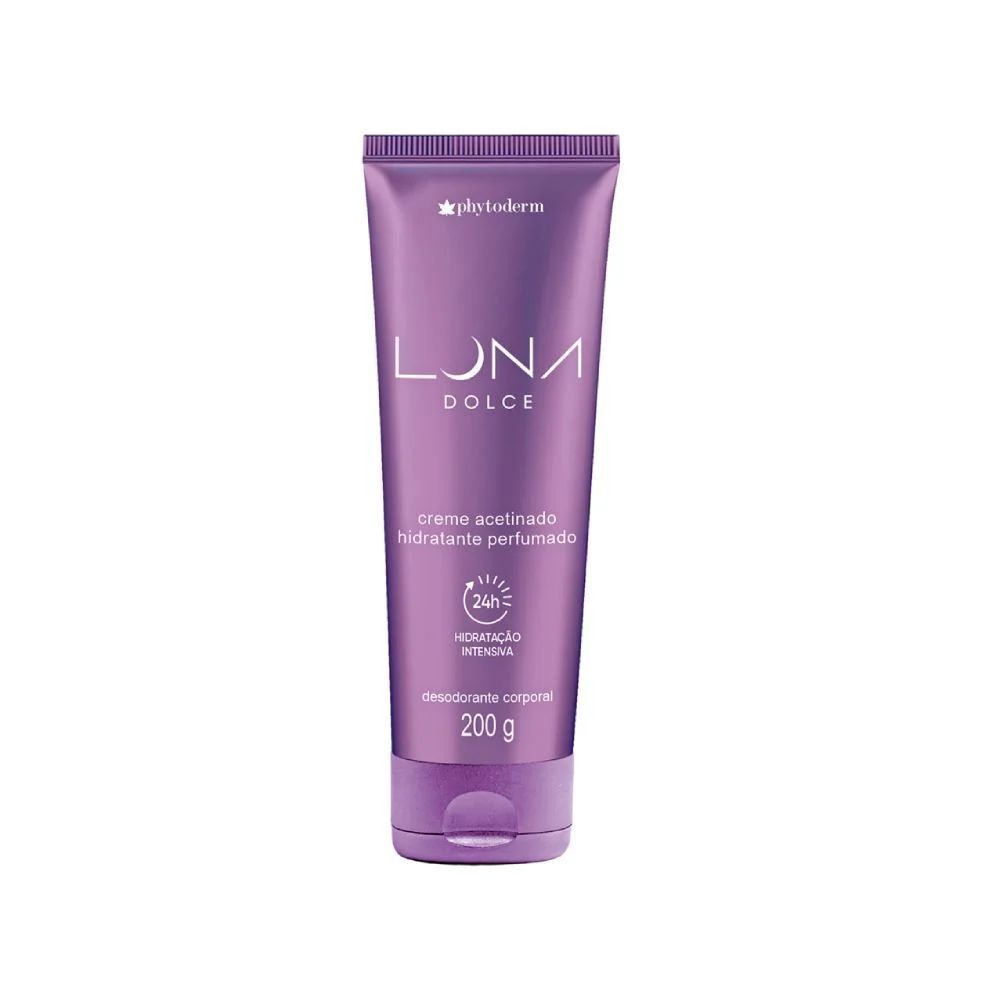 phytoderm
LUNA
DOLCE
creme acetinado
hidratante perfumado
24h
HIDRATAÇÃO
INTENSIVA
desodorante corporal
200 g